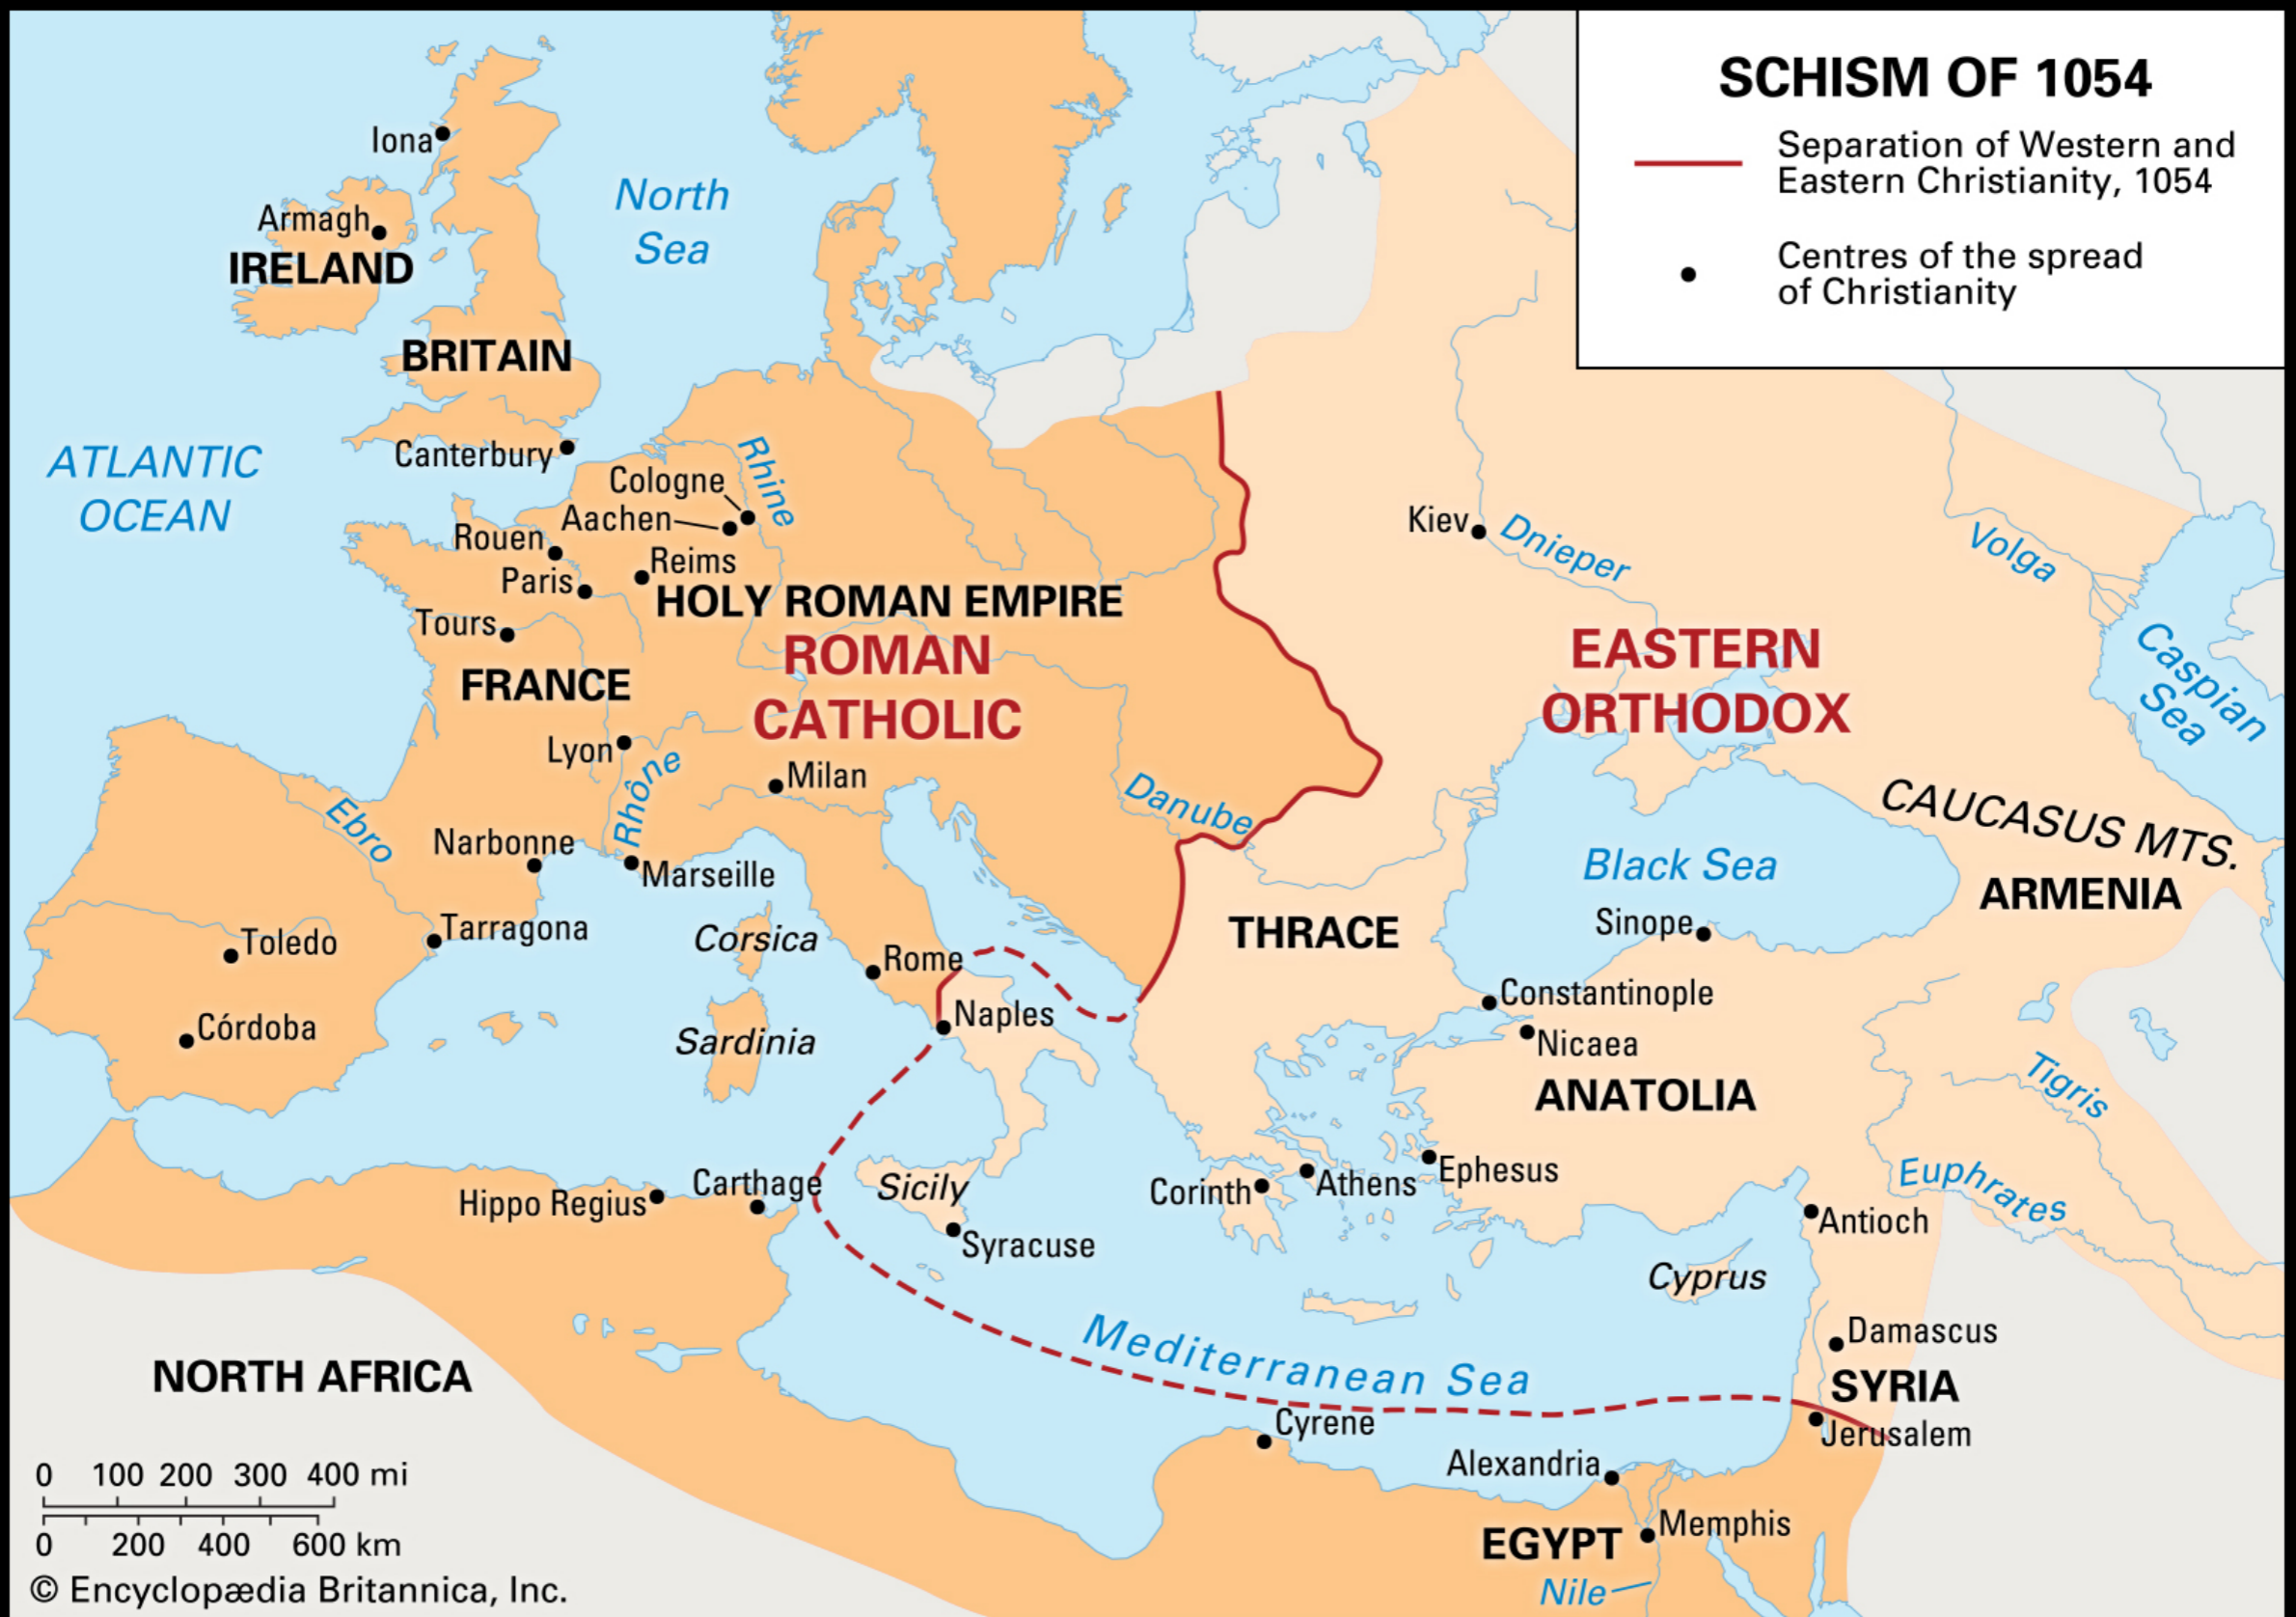 SCHISM OF 1054
Separation of Western and
Eastern Christianity, 1054
Centres of the spread
of Christianity
Iona
Armagh
IRELAND
North
Sea
BRITAIN
Canterbury
ATLANTIC
OCEAN
Cologne
Rhine
Aachen
Rouen
Reims
Paris
HOLY ROMAN EMPIRE
Tours
ROMAN
CATHOLIC
FRANCE
Lyon
Rhône
Milan
Ebro
Narbonne
Marseille
Danube
Kiev
Dnieper
Volga
EASTERN
ORTHODOX
Caspian
Sea
CAUCASUS MTS.
Black Sea
ARMENIA
Sinope
THRACE
Toledo
Tarragona
Corsica
Rome
Córdoba
Sardinia
Naples
Constantinople
Nicaea
ANATOLIA
Tigris
Hippo Regius
Carthage
Sicily
Syracuse
Corinth
Athens
Ephesus
Euphrates
Antioch
Cyprus
Damascus
SYRIA
Mediterranean Sea
Jerusalem
NORTH AFRICA
Cyrene
Alexandria
EGYPT
Memphis
Nile
0 100 200 300 400 mi
0 200 400 600 km
© Encyclopædia Britannica, Inc.